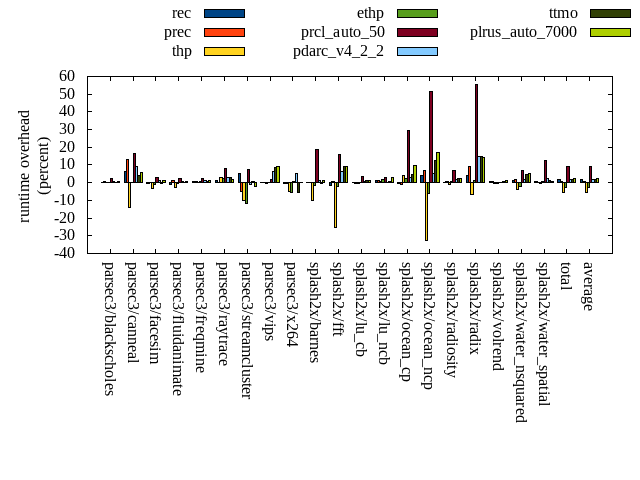 rec
prec
thp
ethp
prcl_auto_50
pdarc_v4_2_2
ttmo
plrus_auto_7000
runtime overhead
(percent)
60
50
40
30
20
10
0
-10
-20
-30
-40
parsec3/blackscholes
parsec3/canneal
parsec3/facesim
parsec3/fluidanimate
parsec3/freqmine
parsec3/raytrace
parsec3/streamcluster
parsec3/vips
parsec3/x264
splash2x/barnes
splash2x/fft
splash2x/lu_cb
splash2x/lu_ncb
splash2x/ocean_cp
splash2x/ocean_ncp
splash2x/radiosity
splash2x/radix
splash2x/volrend
splash2x/water_nsquared
splash2x/water_spatial
total
average